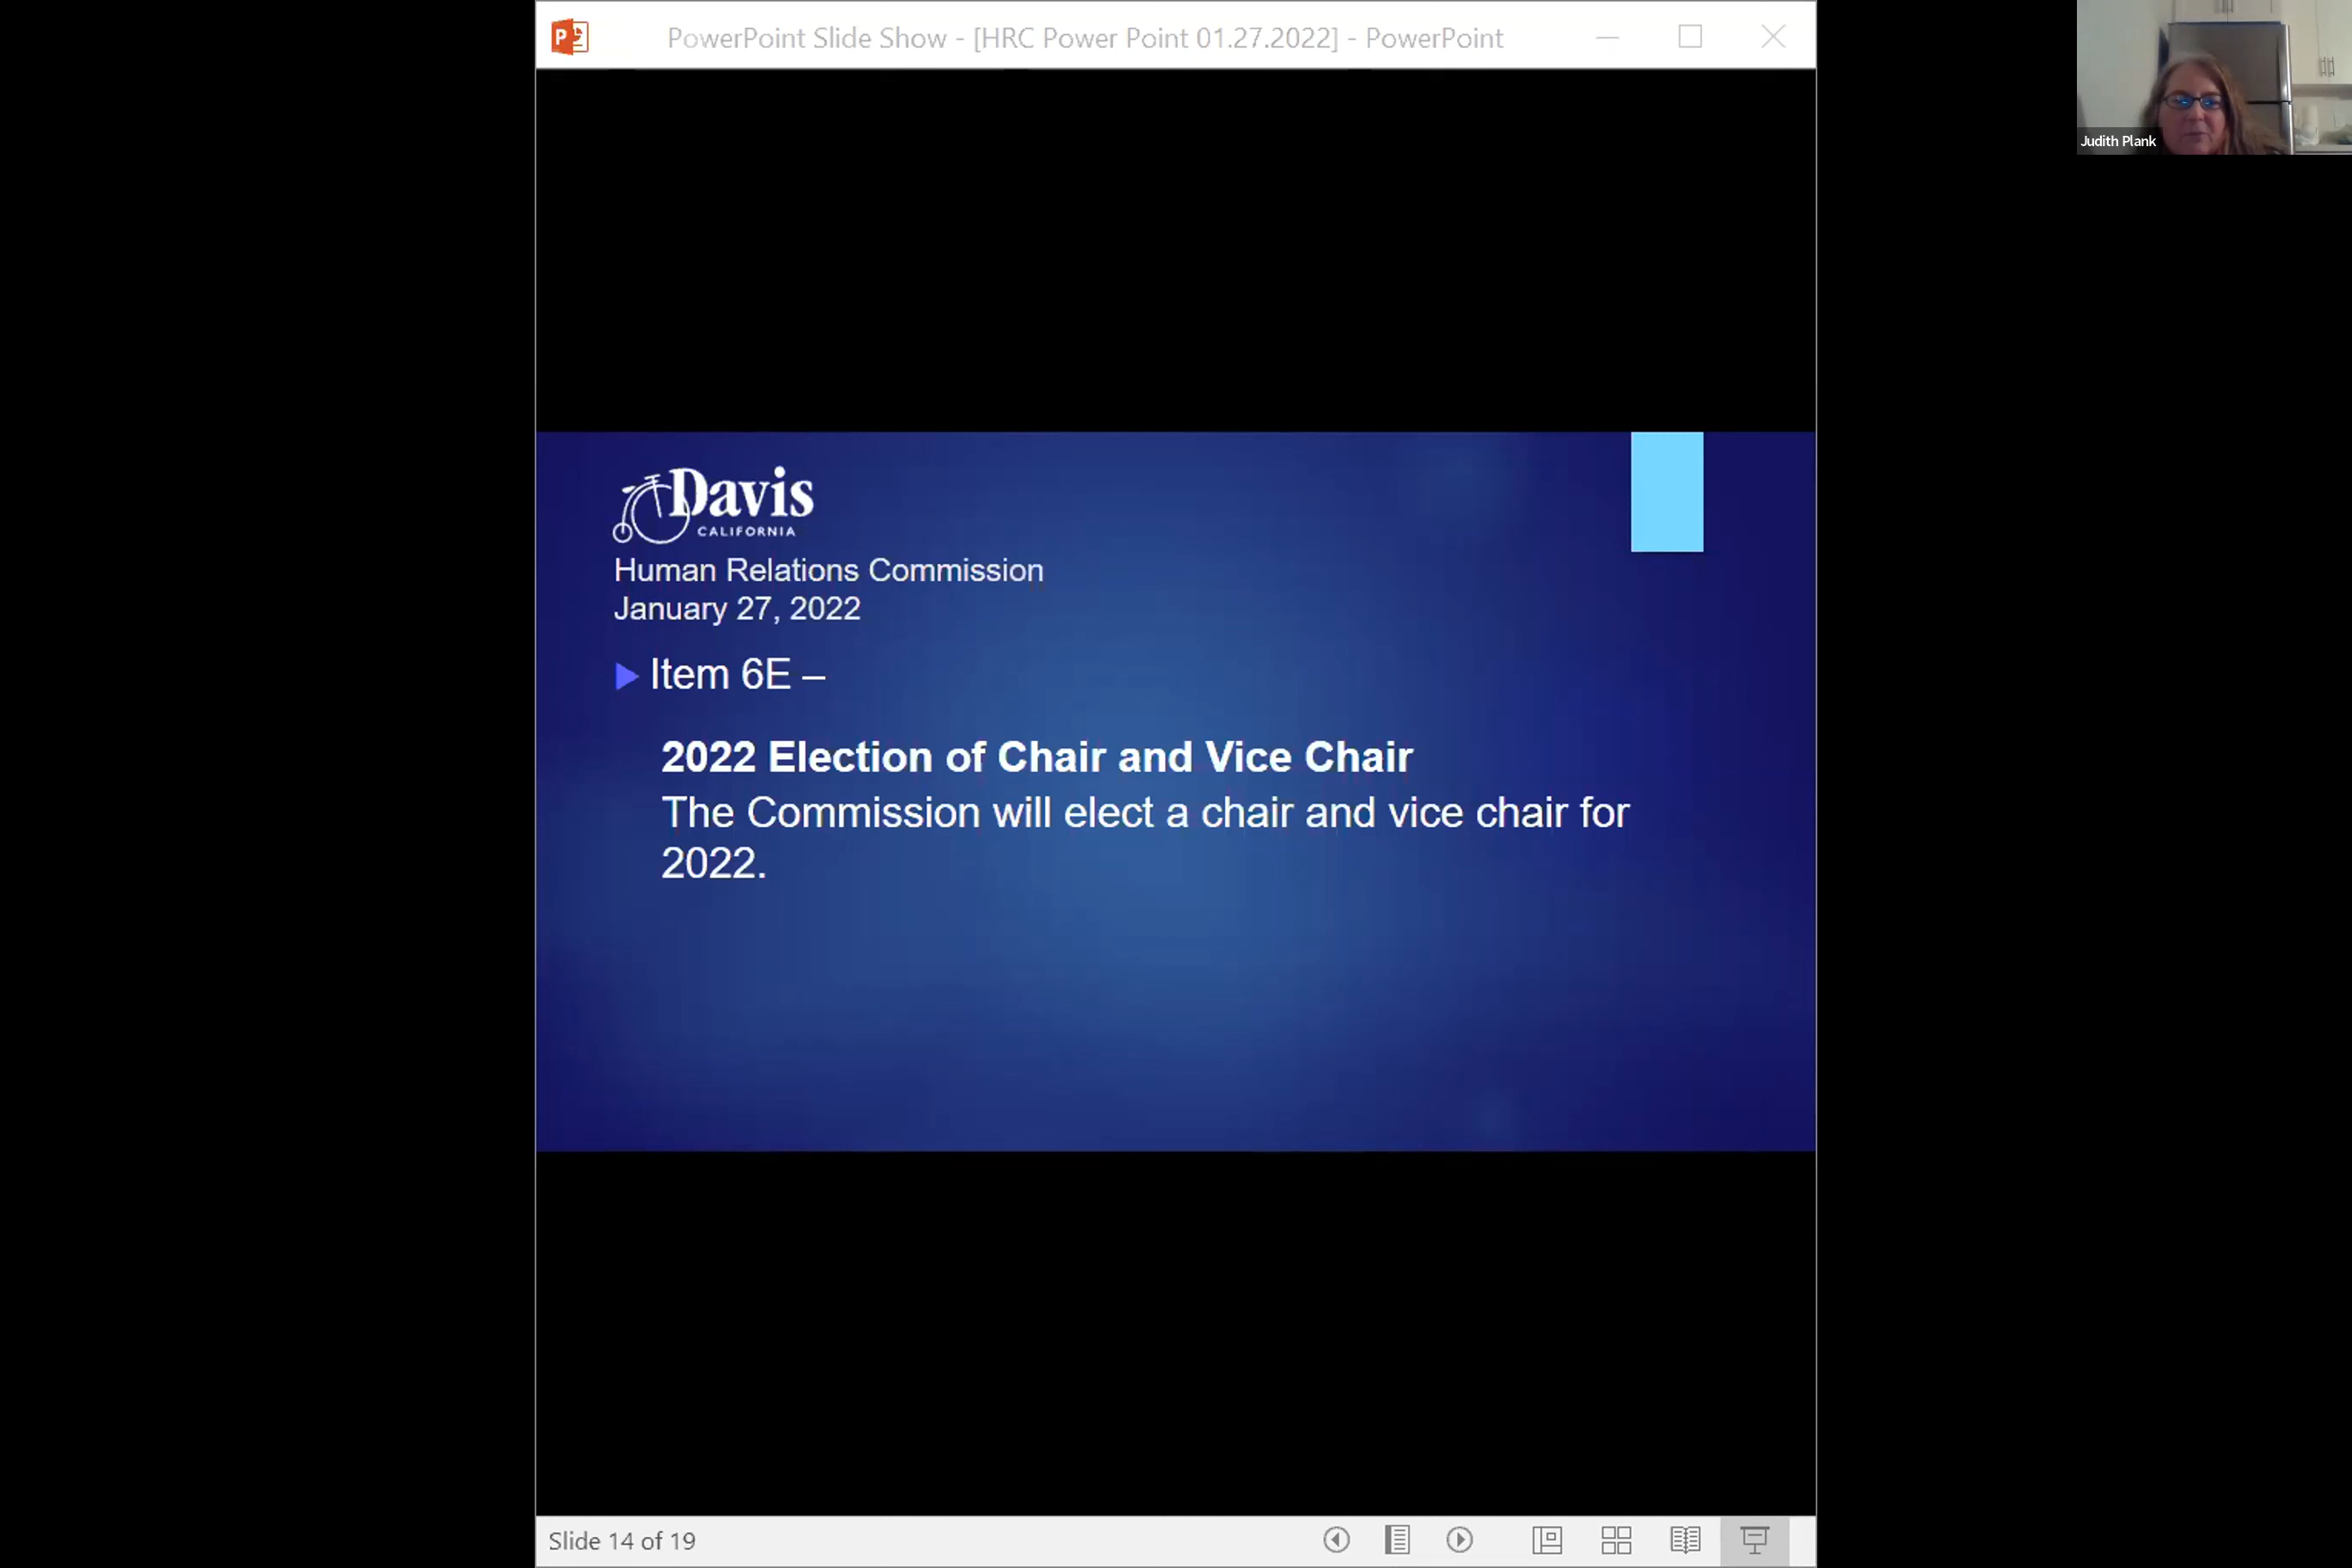 PowerPoint Slide Show - [HRC Power Point 01.27.2022] - PowerPoint
Judith Plank
Davis
CALIFORNIA
Human Relations Commission
January 27, 2022
Item 6E –
2022 Election of Chair and Vice Chair
The Commission will elect a chair and vice chair for
2022.
Slide 14 of 19